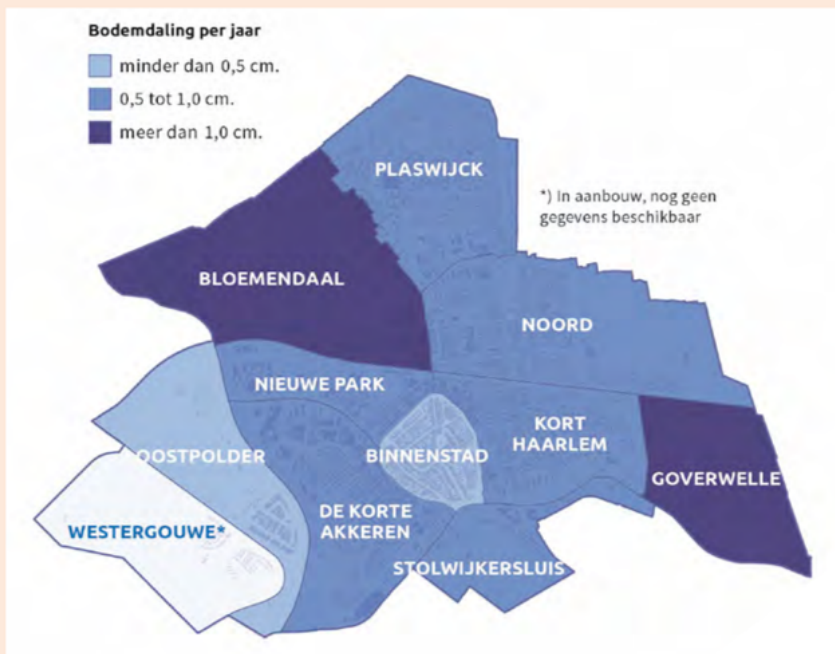 Bodemdaling per jaar
minder dan 0,5 cm.
0,5 tot 1,0 cm.
meer dan 1,0 cm.
PLASWIJCK
*) In aanbouw, nog geen
gegevens beschikbaar
BLOEMENDAAL
NOORD
NIEUWE PARK
KORT
HAARLEM
OOSTPOLDER
BINNENSTAD
GOVERWELLE
DE KORTE
AKKEREN
WESTERGOUWE*
STOLWIJKERSLUIS